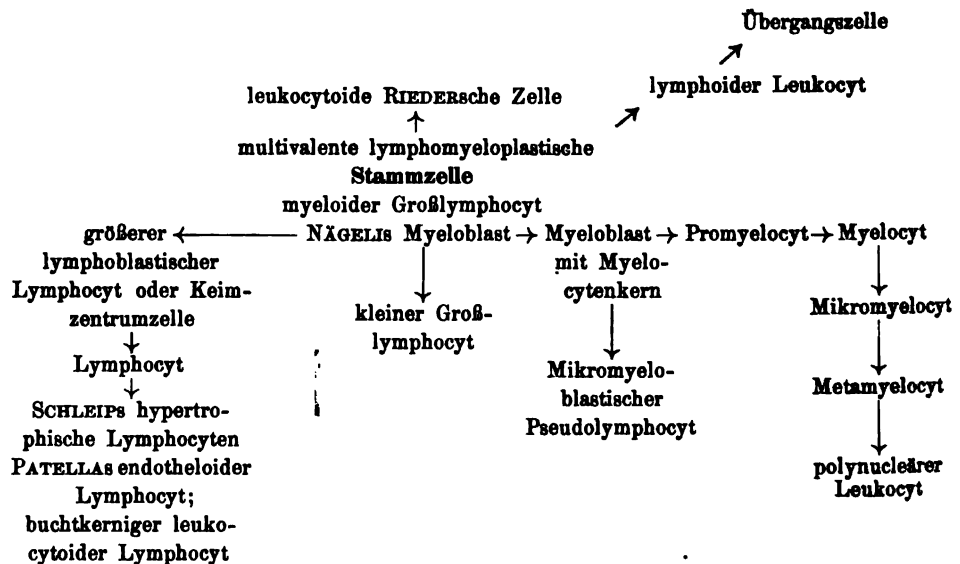 Übergangszelle
lymphoider Leukocyt
leukocytoide RIEDERsche Zelle
multivalente lymphomyeloplastische
Stammzelle
myeloider Großlymphocyt
NÄGELIS Myeloblast
größerer
lymphoblastischer
Lymphocyt oder Keim-
zentrumzelle
Lymphocyt
SCHLEIPS hypertro-
phische Lymphocyten
PATELLAS endotheloider
Lymphocyt;
buchtkerniger leuko-
cytoider Lymphocyt
kleiner Groß-
lymphocyt
Myeloblast
mit Myelo-
cytenkern
Mikromyelo-
blastischer
Pseudolymphocyt
Promyelocyt
Myelocyt
Mikromyelocyt
Metamyelocyt
polynucleärer
Leukocyt